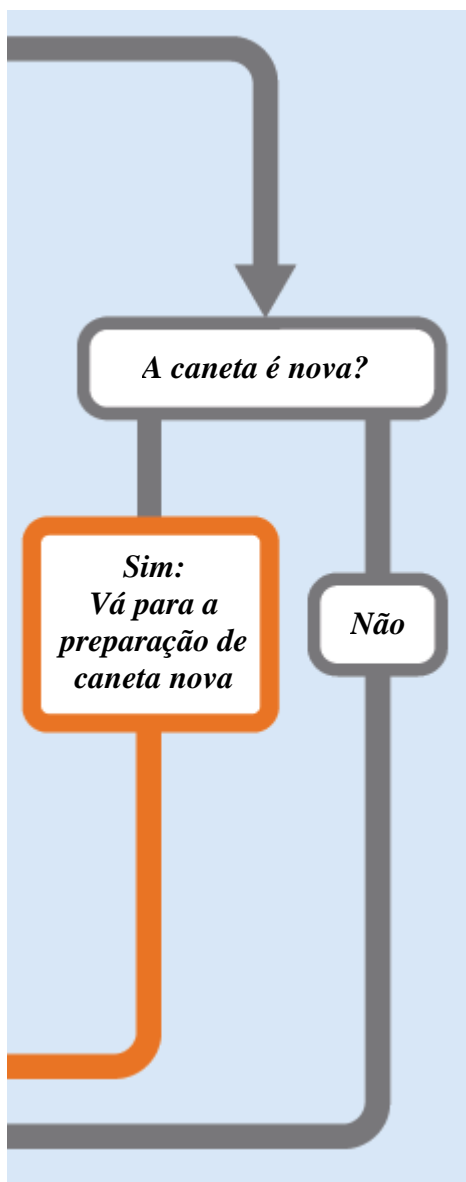 A caneta é nova?
Sim:
Vá para a
preparação de
caneta nova
Não